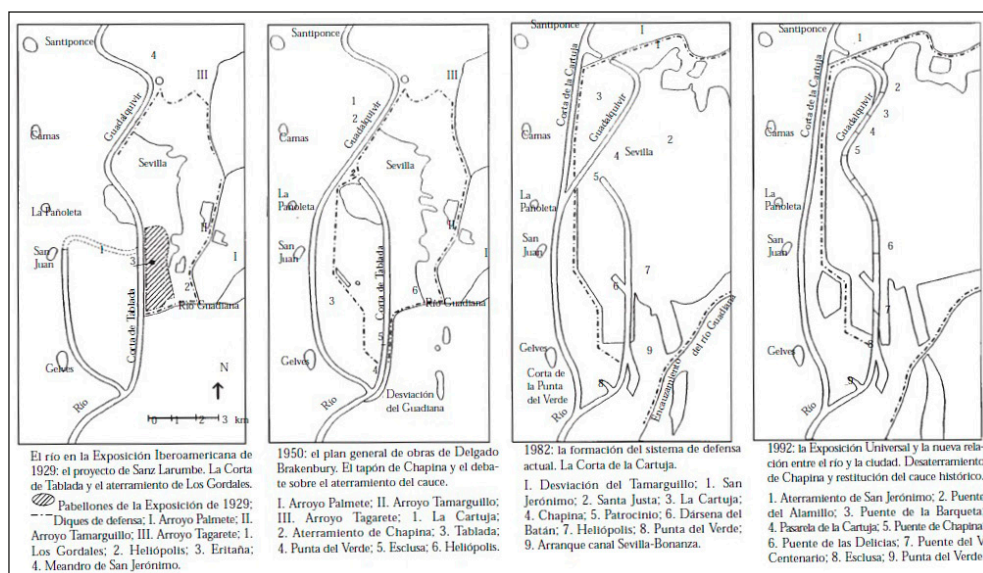 Santiponce
4
III
Guadalquivir
Camas
Sevilla
La Pañoleta
II
San
Juan
1
3
2
I
Río Guadiana
Corta de Tablada
Gelves
N
Río
0 1 2 3 km
El río en la Exposición Iberoamericana de
1929: el proyecto de Sanz Larumbe. La Corta
de Tablada y el aterramiento de Los Gordales.
Pabellones de la Exposición de 1929;
Diques de defensa; I. Arroyo Palmete; II.
Arroyo Tamarguillo; III. Arroyo Tagarete; 1.
Los Gordales; 2. Heliópolis; 3. Eritaña;
4. Meandro de San Jerónimo.
Santiponce
III
1
2
Guadalquivir
Camas
Sevilla
La
Pañoleta
II
San
Juan
I
Corta de Tablada
3
6
Río Guadiana
5
Gelves
4
Desviación
del Guadiana
Río
1950: el plan general de obras de Delgado
Brakenbury. El tapón de Chapina y el deba-
te sobre el aterramiento del cauce.
I. Arroyo Palmete; II. Arroyo Tamarguillo;
III. Arroyo Tagarete; 1. La Cartuja;
2. Aterramiento de Chapina; 3. Tablada;
4. Punta del Verde; 5. Esclusa; 6. Heliópolis.
Santiponce
1
I
Corta de la Cartuja
3
Guadalquivir
Camas
2
4
Sevilla
5
La
Pañoleta
San
Juan
7
6
Gelves
9
Corta de
la Punta
del Verde
8
Río
Encauzamiento
del río Guadiana
1982: la formación del sistema de defensa
actual. La Corta de la Cartuja.
I. Desviación del Tamarguillo; 1. San
Jerónimo; 2. Santa Justa; 3. La Cartuja;
4. Chapina; 5. Patrocinio; 6. Dársena del
Batán; 7. Heliópolis; 8. Punta del Verde;
9. Arranque canal Sevilla-Bonanza.
Santiponce
1
Corta de la Cartuja
2
3
Guadalquivir
4
Camas
5
La
Pañoleta
San
Juan
6
7
Gelves
8
9
Río
1992: la Exposición Universal y la nueva rela-
ción entre el río y la ciudad. Desaterramiento
de Chapina y restitución del cauce histórico.
1. Aterramiento de San Jerónimo; 2. Puente
del Alamillo; 3. Puente de la Barqueta;
4. Pasarela de la Cartuja; 5. Puente de Chapina;
6. Puente de las Delicias; 7. Puente del V
Centenario; 8. Esclusa; 9. Punta del Verde